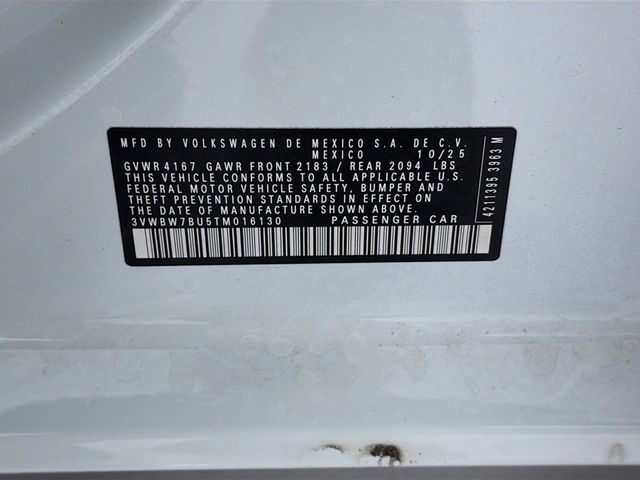 MFD BY VOLKSWAGEN DE MEXICO S.A. DE C.V.
MEXICO 10/25
GVWR 4167 GAWR FRONT 2183 / REAR 2094 LBS
THIS VEHICLE CONFORMS TO ALL APPLICABLE U.S.
FEDERAL MOTOR VEHICLE SAFETY, BUMPER AND
THEFT PREVENTION STANDARDS IN EFFECT ON
THE DATE OF MANUFACTURE SHOWN ABOVE.
3VWBW7BU5TM016130 PASSENGER CAR
4211395 3963 M